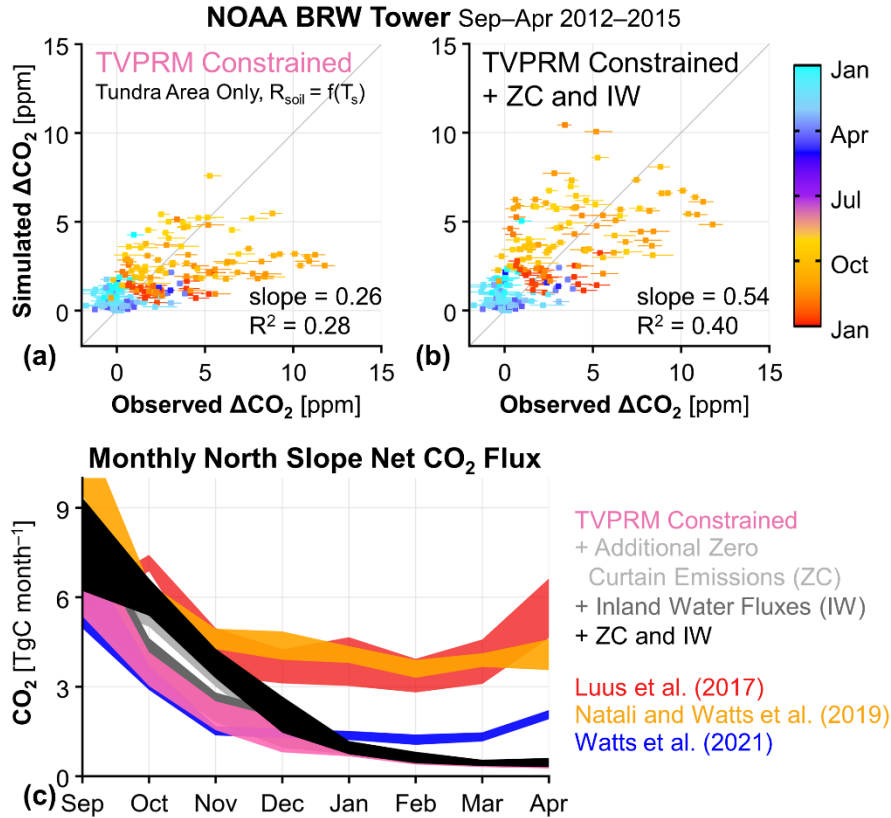 NOAA BRW Tower Sep–Apr 2012–2015
TVPRM Constrained
Tundra Area Only, R_soil = f(T_s)
Simulated ΔCO₂ [ppm]
15
10
5
0
0 5 10 15
slope = 0.26
R² = 0.28
(a)
Observed ΔCO₂ [ppm]
TVPRM Constrained
+ ZC and IW
15
10
5
0
0 5 10 15
slope = 0.54
R² = 0.40
(b)
Observed ΔCO₂ [ppm]
Jan
Apr
Jul
Oct
Jan
Monthly North Slope Net CO₂ Flux
CO₂ [TgC month⁻¹]
9
6
3
0
(c)
Sep Oct Nov Dec Jan Feb Mar Apr
TVPRM Constrained
+ Additional Zero
Curtain Emissions (ZC)
+ Inland Water Fluxes (IW)
+ ZC and IW
Luus et al. (2017)
Natali and Watts et al. (2019)
Watts et al. (2021)